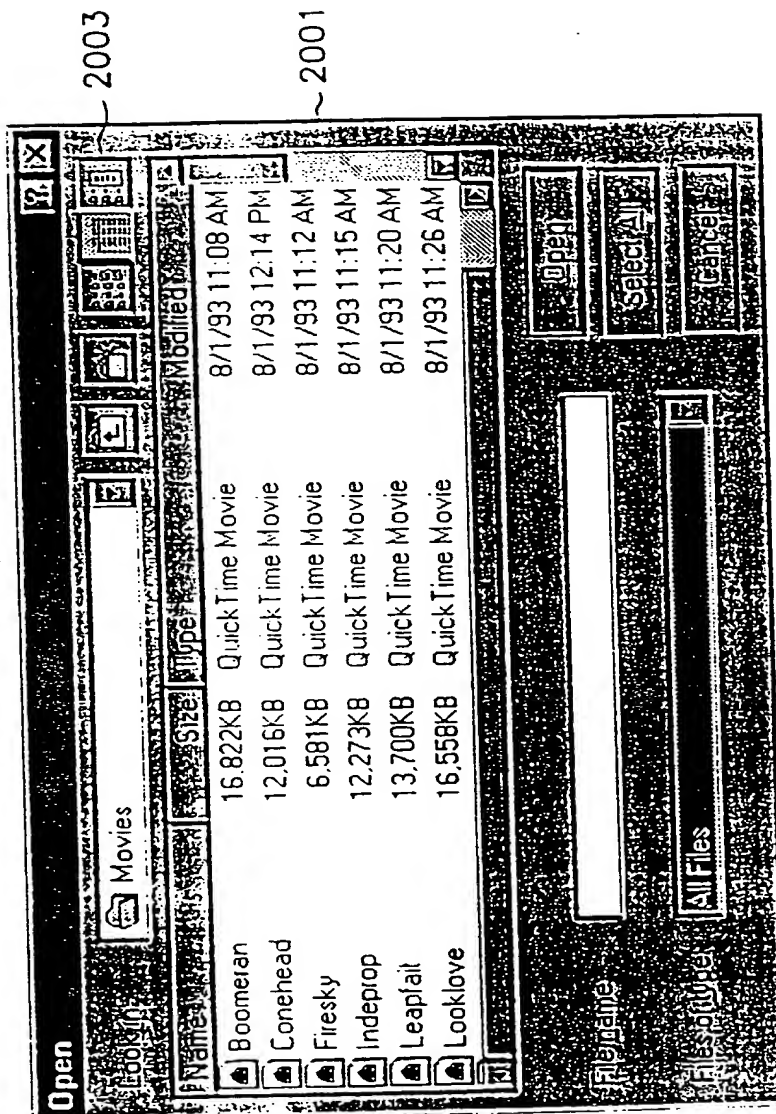 Open
Look in:
Movies
2003
Name Size Type Modified
Boomeran 16.822KB QuickTime Movie 8/1/93 11:08 AM
Conehead 12,016KB QuickTime Movie 8/1/93 12:14 PM
Firesky 6,581KB QuickTime Movie 8/1/93 11:12 AM
Indeprop 12,273KB QuickTime Movie 8/1/93 11:15 AM
Leapfait 13,700KB QuickTime Movie 8/1/93 11:20 AM
Looklove 16,558KB QuickTime Movie 8/1/93 11:26 AM
2001
File name
Open
Files of type
All Files
Select All
Cancel